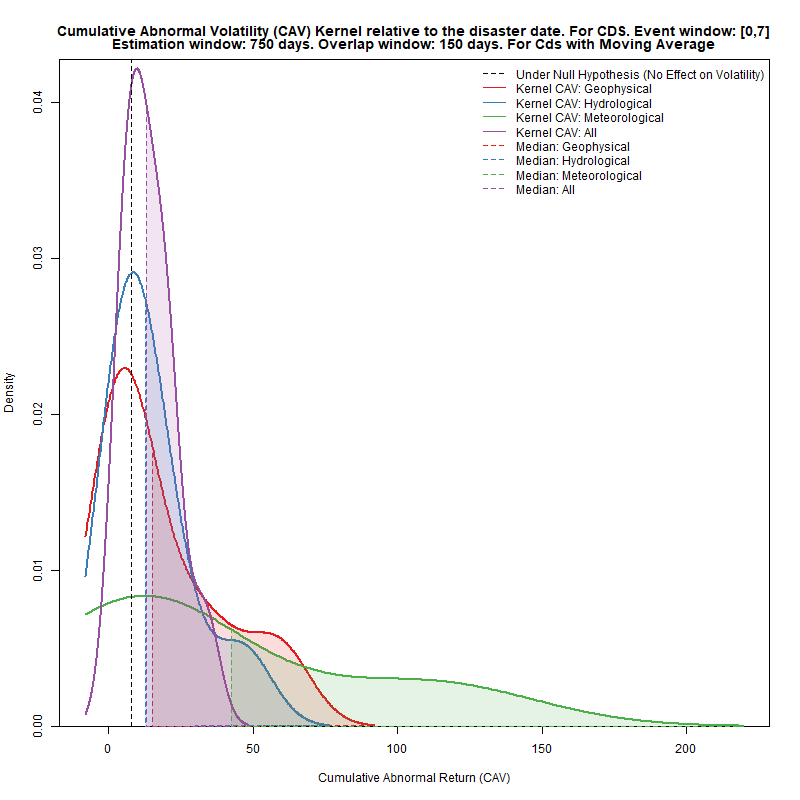 Cumulative Abnormal Volatility (CAV) Kernel relative to the disaster date. For CDS. Event window: [0,7]
Estimation window: 750 days. Overlap window: 150 days. For Cds with Moving Average
Under Null Hypothesis (No Effect on Volatility)
Kernel CAV: Geophysical
Kernel CAV: Hydrological
Kernel CAV: Meteorological
Kernel CAV: All
Median: Geophysical
Median: Hydrological
Median: Meteorological
Median: All
0.04
0.03
0.02
0.01
0.00
Density
0 50 100 150 200
Cumulative Abnormal Return (CAV)